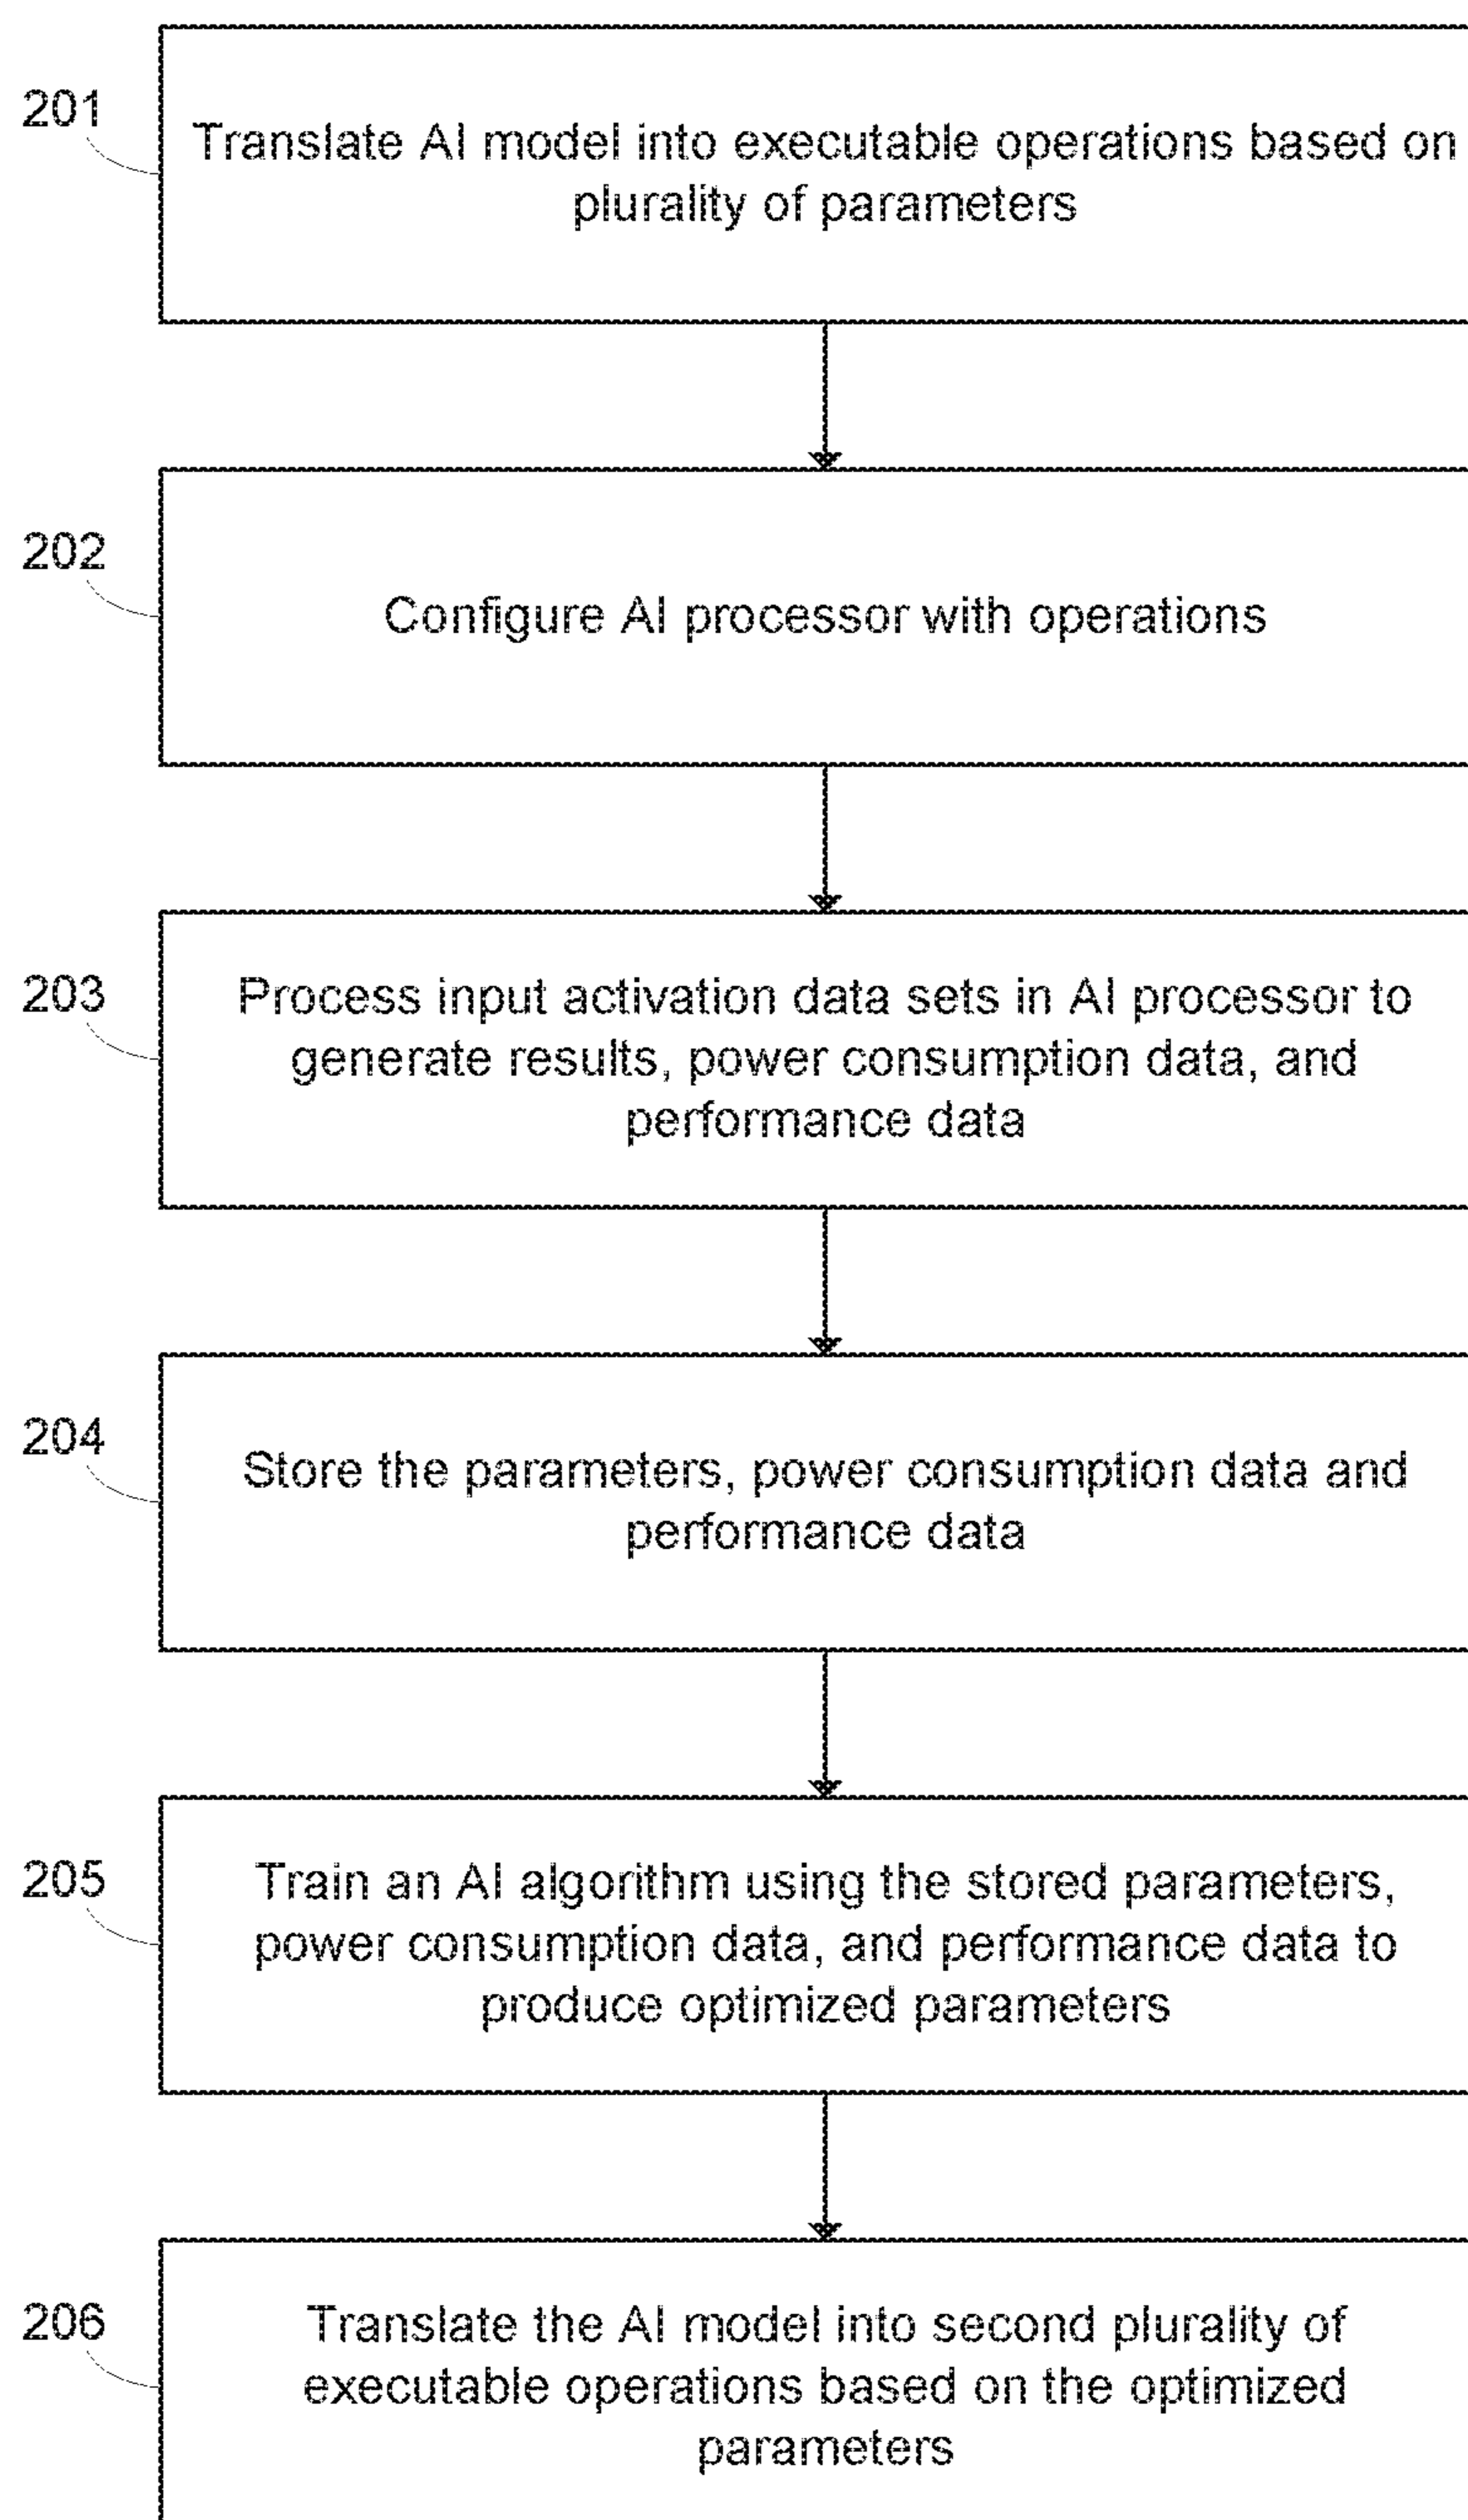 201
Translate AI model into executable operations based on
plurality of parameters
202
Configure AI processor with operations
203
Process input activation data sets in AI processor to
generate results, power consumption data, and
performance data
204
Store the parameters, power consumption data and
performance data
205
Train an AI algorithm using the stored parameters,
power consumption data, and performance data to
produce optimized parameters
206
Translate the AI model into second plurality of
executable operations based on the optimized
parameters